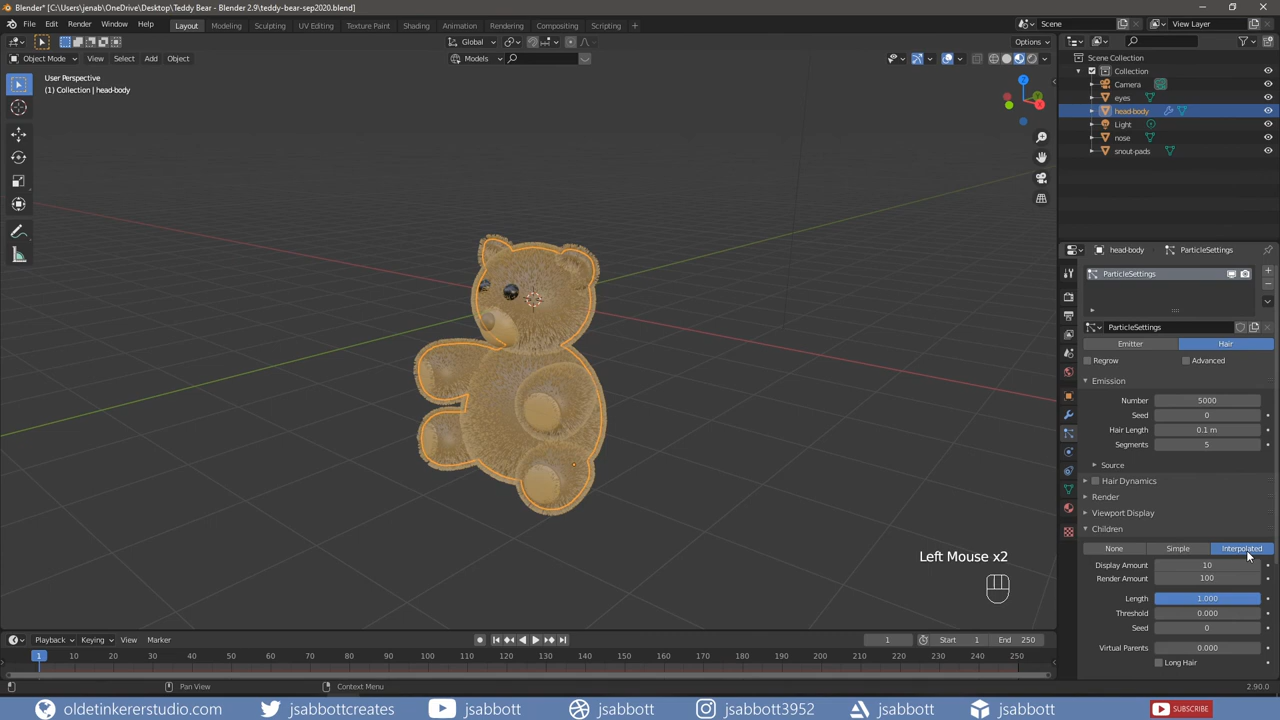 Blender* [C:\Users\jenab\OneDrive\Desktop\Teddy Bear - Blender 2.9\teddy-bear-sep2020.blend]
File Edit Render Window Help Layout Modeling Sculpting UV Editing Texture Paint Shading Animation Rendering Compositing Scripting Scene View Layer
Global Options
Object Mode View Select Add Object Models
User Perspective
(1) Collection | head-body
Scene Collection
Collection
Camera
eyes
head-body
Light
nose
snout-pads
head-body ParticleSettings
ParticleSettings
ParticleSettings
Emitter Hair
Regrow Advanced
Emission
Number 5000
Seed 0
Hair Length 0.1 m
Segments 5
Source
Hair Dynamics
Render
Viewport Display
Children
None Simple Interpolated
Display Amount 10
Render Amount 100
Length 1.000
Threshold 0.000
Seed 0
Virtual Parents 0.000
Long Hair
Left Mouse x2
Playback Keying View Marker 1 Start 1 End 250
1 10 20 30 40 50 60 70 80 90 100 110 120 130 140 150 160 170 180 190 200 210 220 230 240 250
Pan View Context Menu 2.90.0
oldetinkererstudio.com jsabbottcreates jsabbott jsabbott jsabbott3952 jsabbott jsabbott SUBSCRIBE